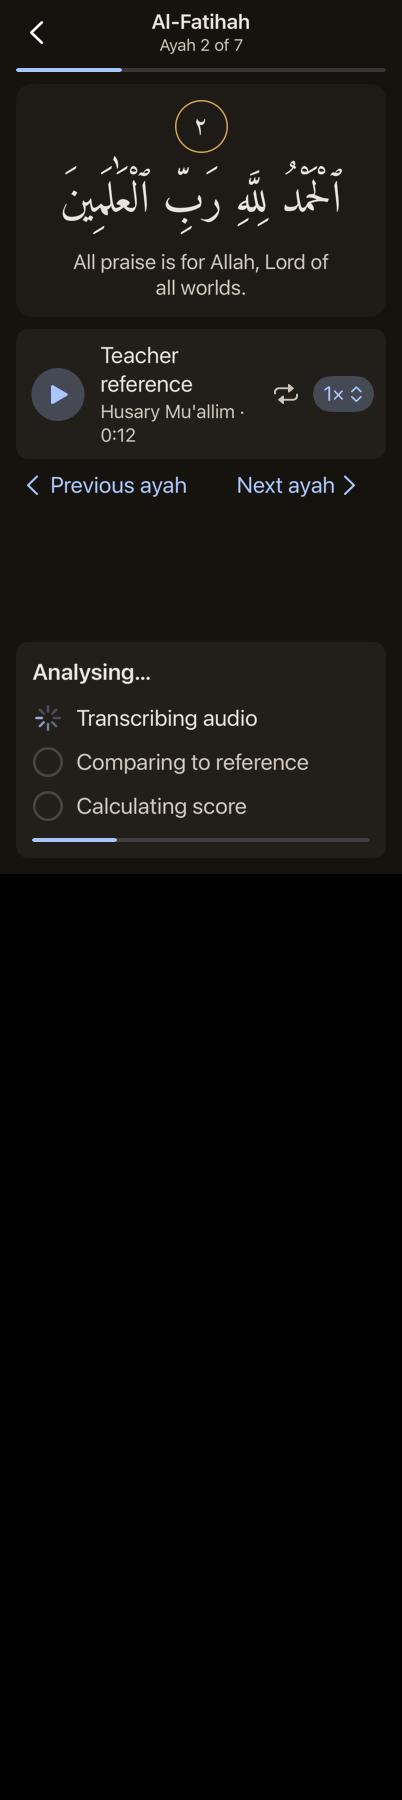 Al-Fatihah
Ayah 2 of 7
٢
ٱلْحَمْدُ لِلَّهِ رَبِّ ٱلْعَـٰلَمِينَ
All praise is for Allah, Lord of
all worlds.
Teacher
reference
Husary Mu'allim ·
0:12
1×
Previous ayah
Next ayah
Analysing...
Transcribing audio
Comparing to reference
Calculating score